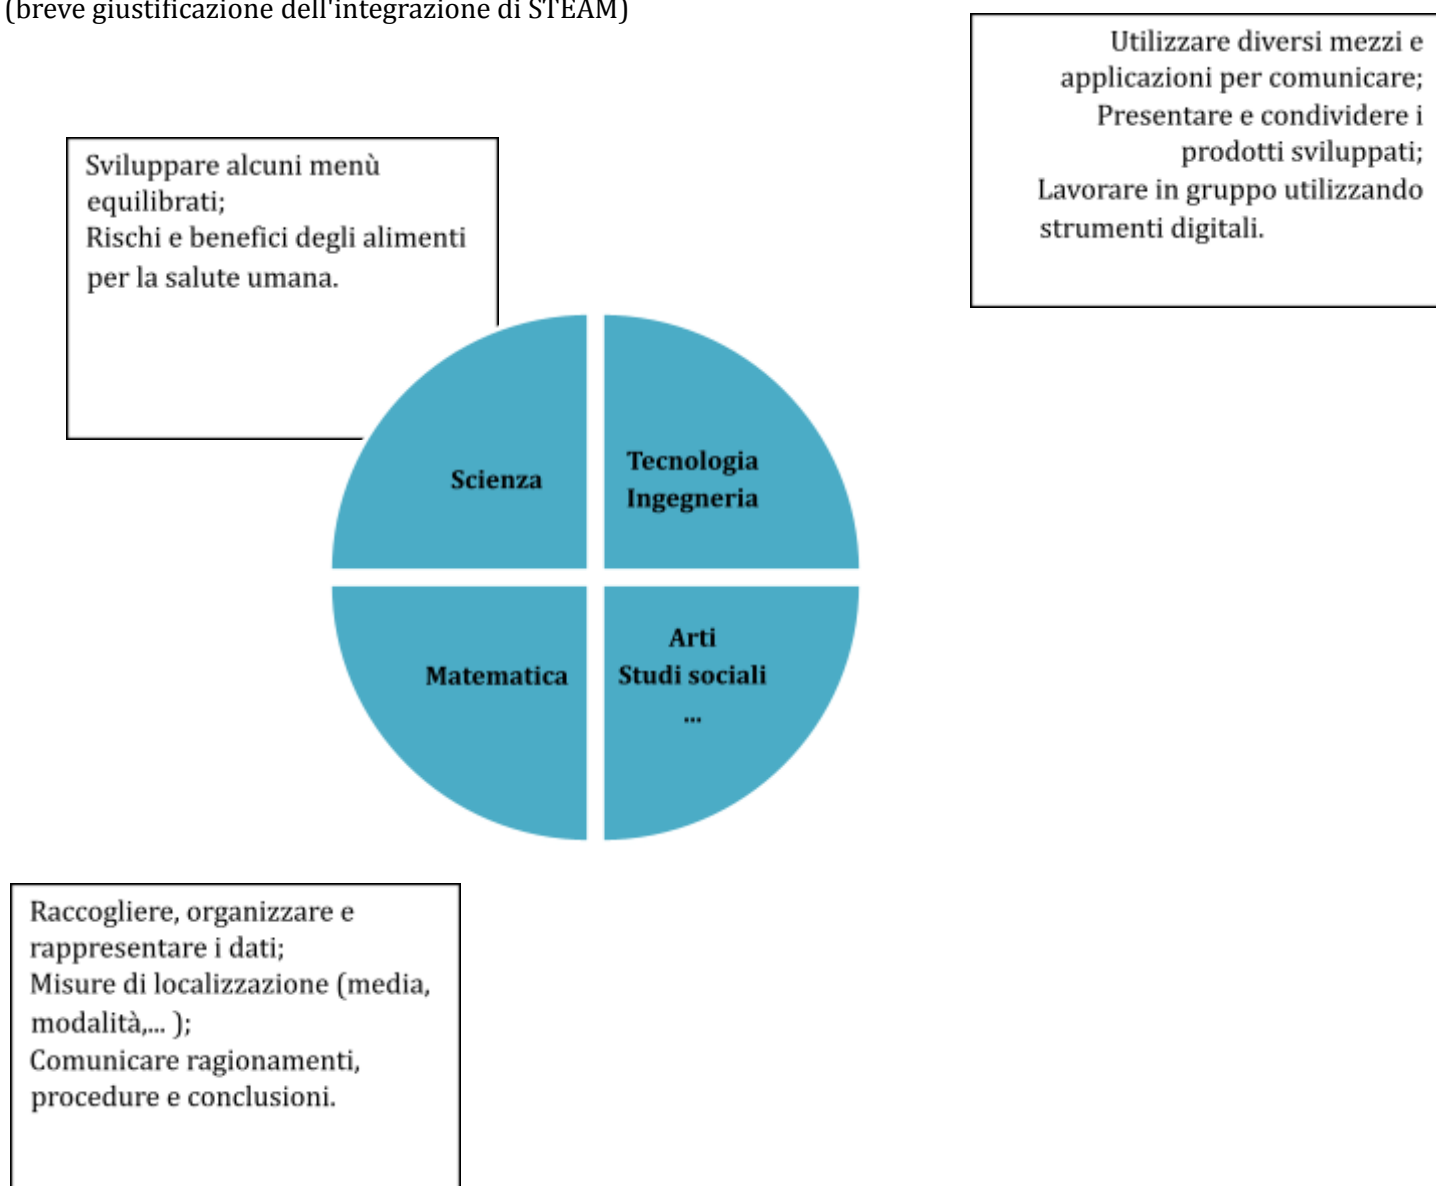 (breve giustificazione dell'integrazione di STEAM)
Utilizzare diversi mezzi e
applicazioni per comunicare;
Presentare e condividere i
prodotti sviluppati;
Lavorare in gruppo utilizzando
strumenti digitali.
Sviluppare alcuni menù
equilibrati;
Rischi e benefici degli alimenti
per la salute umana.
Scienza
Tecnologia
Ingegneria
Matematica
Arti
Studi sociali
...
Raccogliere, organizzare e
rappresentare i dati;
Misure di localizzazione (media,
modalità,... );
Comunicare ragionamenti,
procedure e conclusioni.